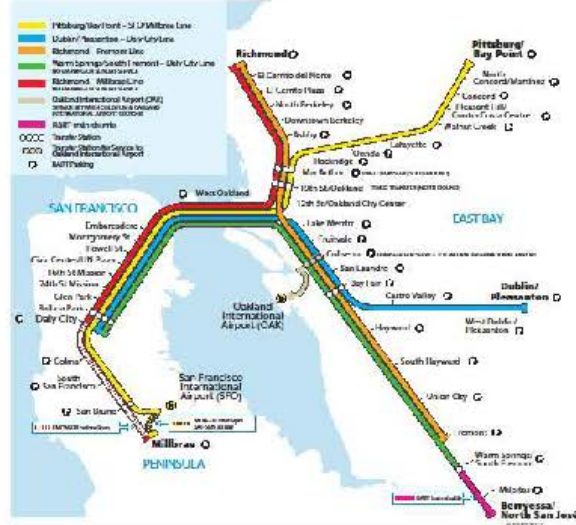 Pittsburg/Bay Point – SFO/Millbrae Line
Dublin/Pleasanton – Daly City Line
Richmond – Fremont Line
Warm Springs/South Fremont – Daly City Line
Richmond – Millbrae Line
Oakland International Airport (OAK)
Transfer Station
Oakland International Airport
BART Parking
Richmond
El Cerrito del Norte
El Cerrito Plaza
North Berkeley
Downtown Berkeley
Ashby
Pittsburg/
Bay Point
North
Concord/Martinez
Concord
Pleasant Hill/
Contra Costa Centre
Walnut Creek
Lafayette
Orinda
Rockridge
MacArthur
19th St/Oakland
12th St/Oakland City Center
West Oakland
SAN FRANCISCO
EAST BAY
Embarcadero
Montgomery St
Powell St
Civic Center/UN Plaza
16th St Mission
24th St Mission
Glen Park
Balboa Park
Daly City
Lake Merritt
Fruitvale
Coliseum
San Leandro
Bay Fair
Castro Valley
Dublin/
Pleasanton
West Dublin/
Pleasanton
Oakland
International
Airport (OAK)
Hayward
South Hayward
Union City
Fremont
Warm Springs/
South Fremont
Milpitas
Berryessa/
North San José
Colma
South
San Francisco
San Bruno
San Francisco
International
Airport (SFO)
Millbrae
PENINSULA